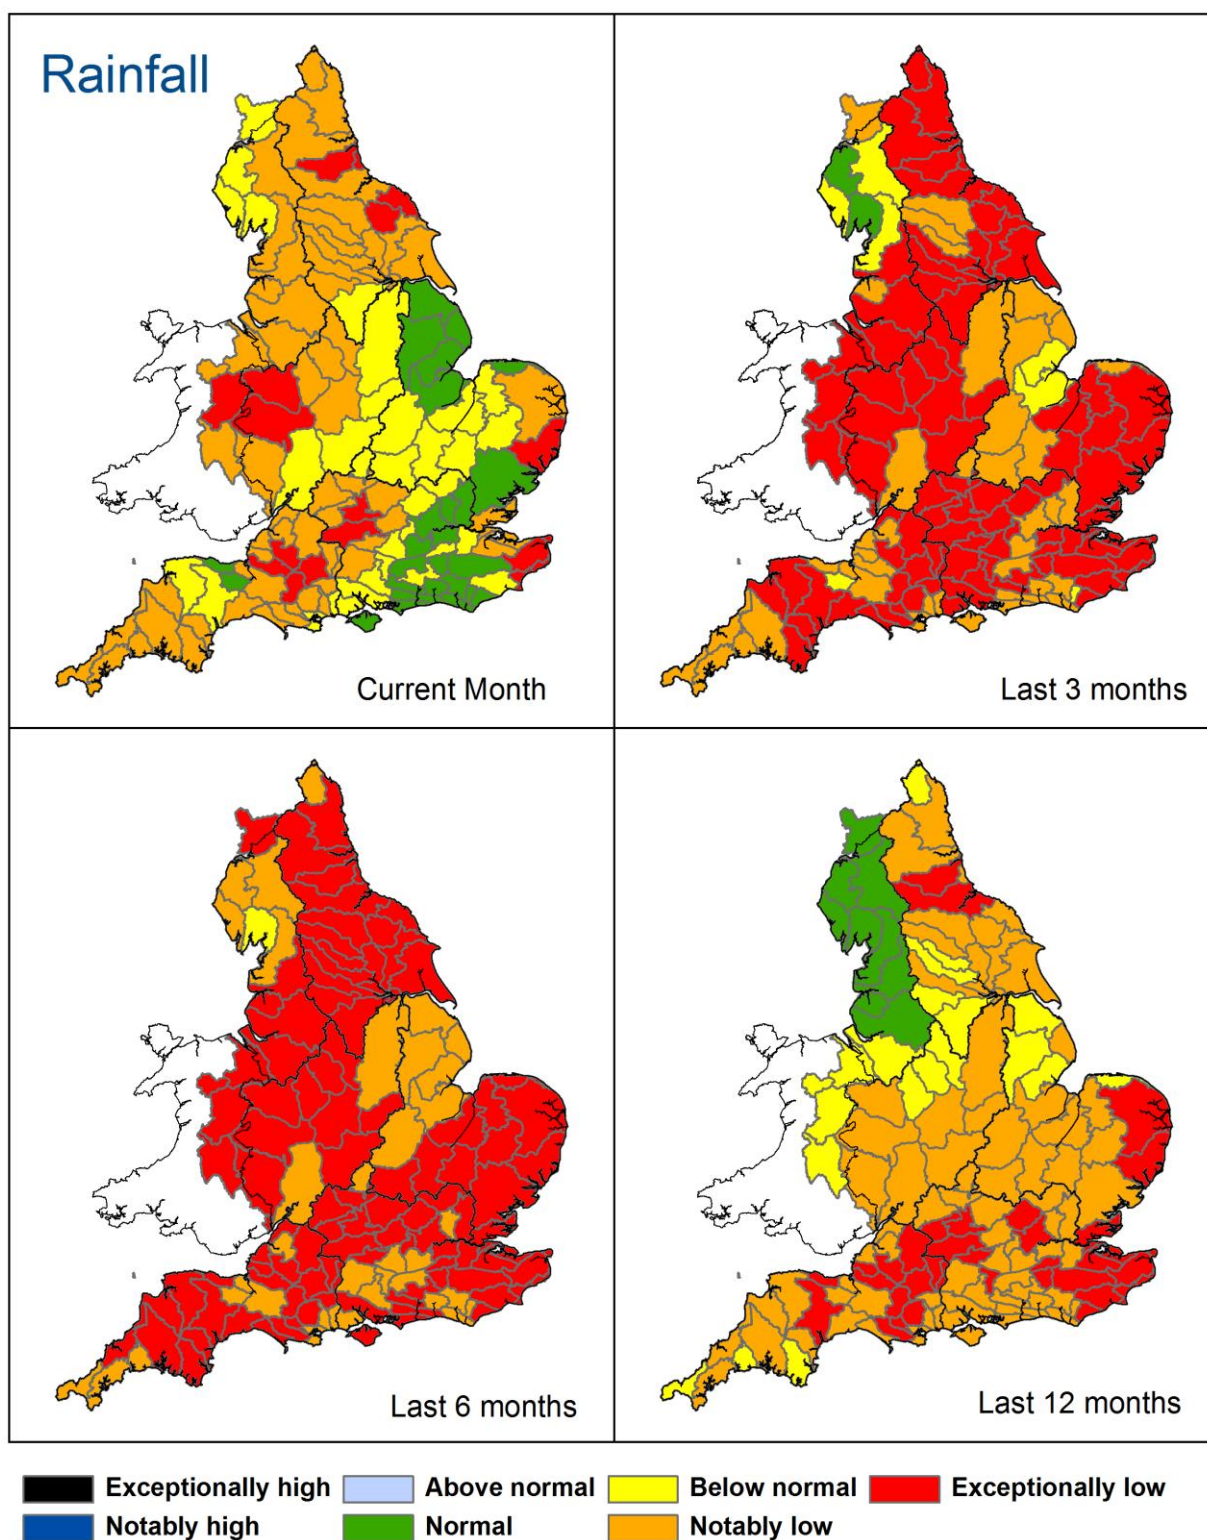 Rainfall
Current Month
Last 3 months
Last 6 months
Last 12 months
Exceptionally high Above normal Below normal Exceptionally low
Notably high Normal Notably low